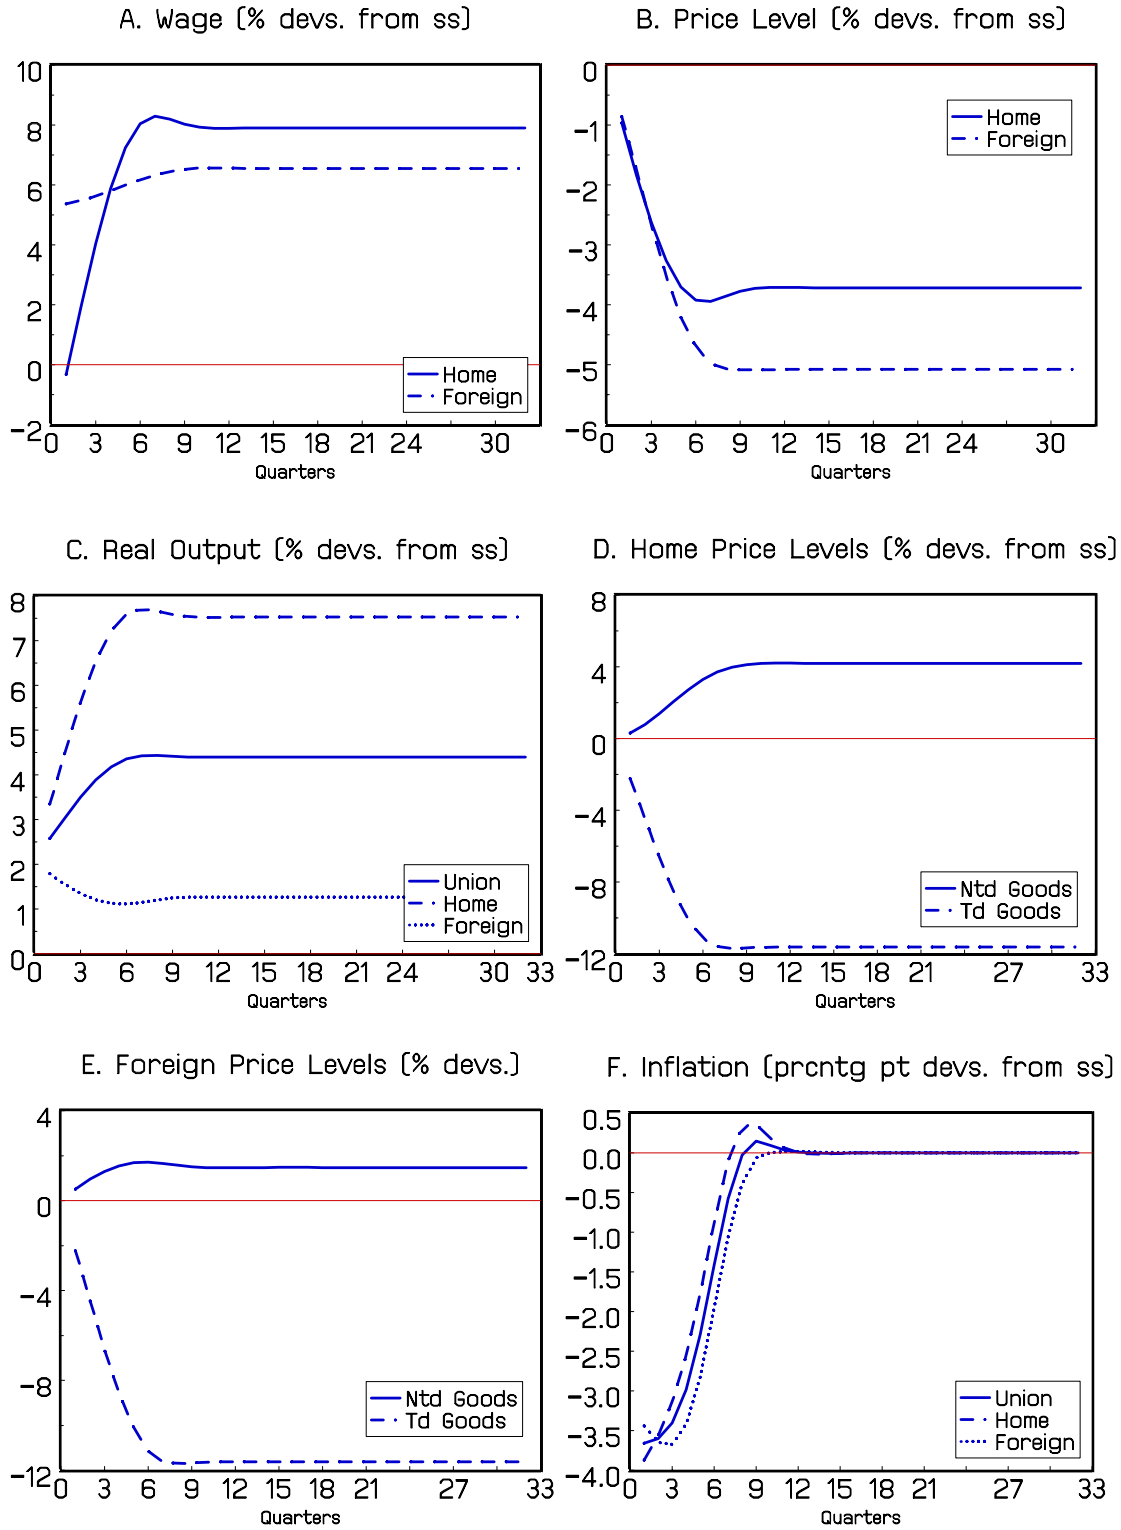 A. Wage (% devs. from ss)
10
8
6
4
2
0
−2
Home
Foreign
0 3 6 9 12 15 18 21 24 30
Quarters
B. Price Level (% devs. from ss)
0
−1
−2
−3
−4
−5
−6
Home
Foreign
0 3 6 9 12 15 18 21 24 30
Quarters
C. Real Output (% devs. from ss)
8
7
6
5
4
3
2
1
0
Union
Home
Foreign
0 3 6 9 12 15 18 21 24 30 33
Quarters
D. Home Price Levels (% devs. from ss)
8
4
0
−4
−8
−12
Ntd Goods
Td Goods
0 3 6 9 12 15 18 21 27 33
Quarters
E. Foreign Price Levels (% devs.)
4
0
−4
−8
−12
Ntd Goods
Td Goods
0 3 6 9 12 15 18 21 27 33
Quarters
F. Inflation (prcntg pt devs. from ss)
0.5
0.0
−0.5
−1.0
−1.5
−2.0
−2.5
−3.0
−3.5
−4.0
Union
Home
Foreign
0 3 6 9 12 15 18 21 27 33
Quarters